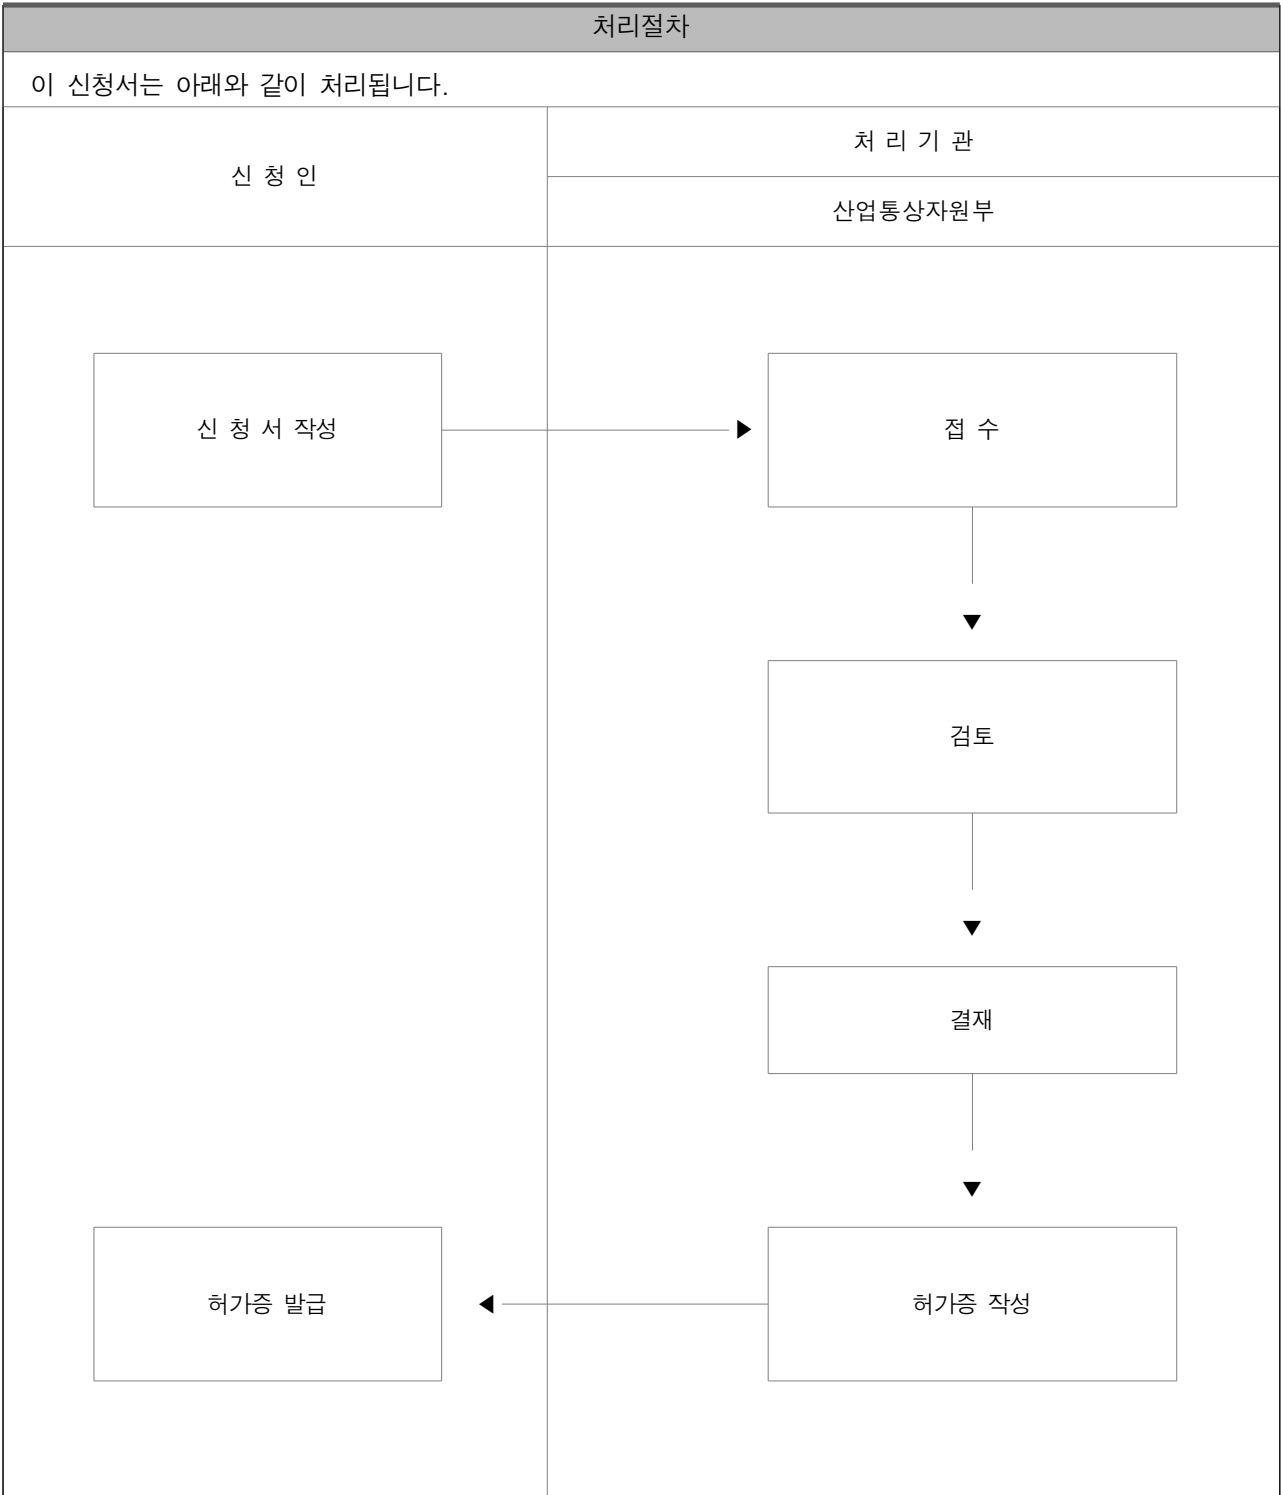 처리절차
이 신청서는 아래와 같이 처리됩니다.
신 청 인
처 리 기 관
산업통상자원부
신 청 서 작성
접 수
검토
결재
허가증 발급
허가증 작성